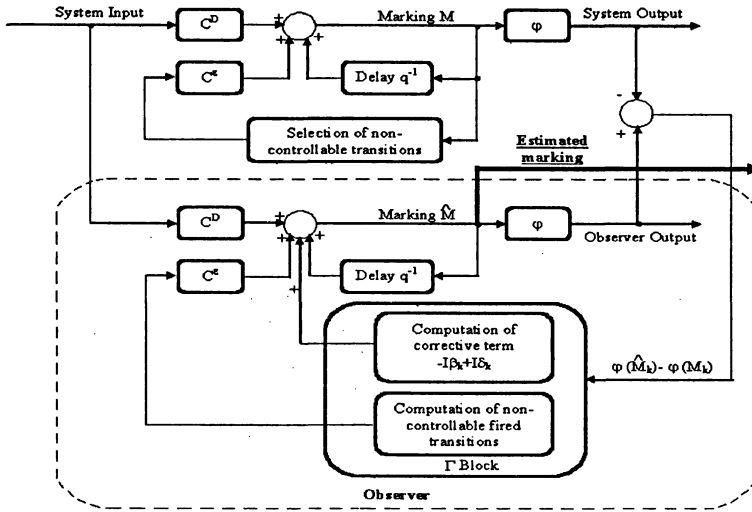 System Input
C^D
+
+
+
Marking M
φ
System Output
C^g
Delay q^-1
Selection of non-
controllable transitions
-
+
Estimated
marking
C^D
+
+
+
+
Marking M̂
φ
Observer Output
C^g
Delay q^-1
Computation of
corrective term
-Iβ_k+Iδ_k
φ (M̂_k) - φ (M_k)
Computation of non-
controllable fired
transitions
Γ Block
Observer